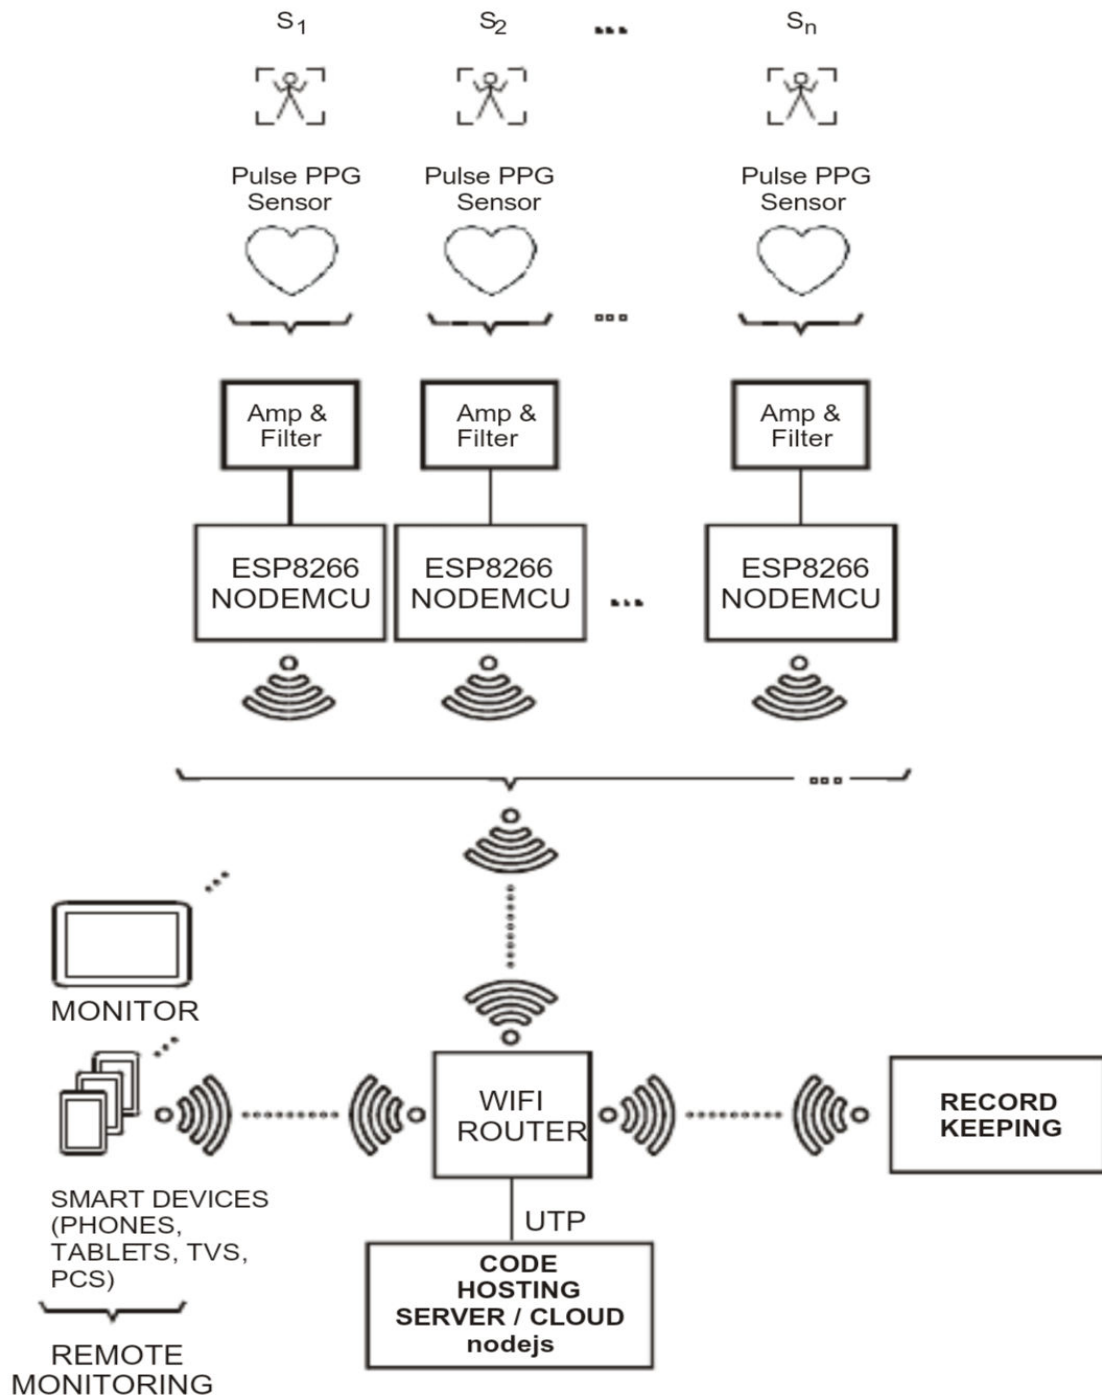 S1 S2 ... Sn
Pulse PPG Sensor
Pulse PPG Sensor
Pulse PPG Sensor
...
Amp & Filter
Amp & Filter
Amp & Filter
ESP8266 NODEMCU
ESP8266 NODEMCU
...
ESP8266 NODEMCU
...
MONITOR
WIFI
ROUTER
RECORD
KEEPING
SMART DEVICES
(PHONES,
TABLETS, TVS,
PCS)
UTP
CODE
HOSTING
SERVER / CLOUD
nodejs
REMOTE
MONITORING